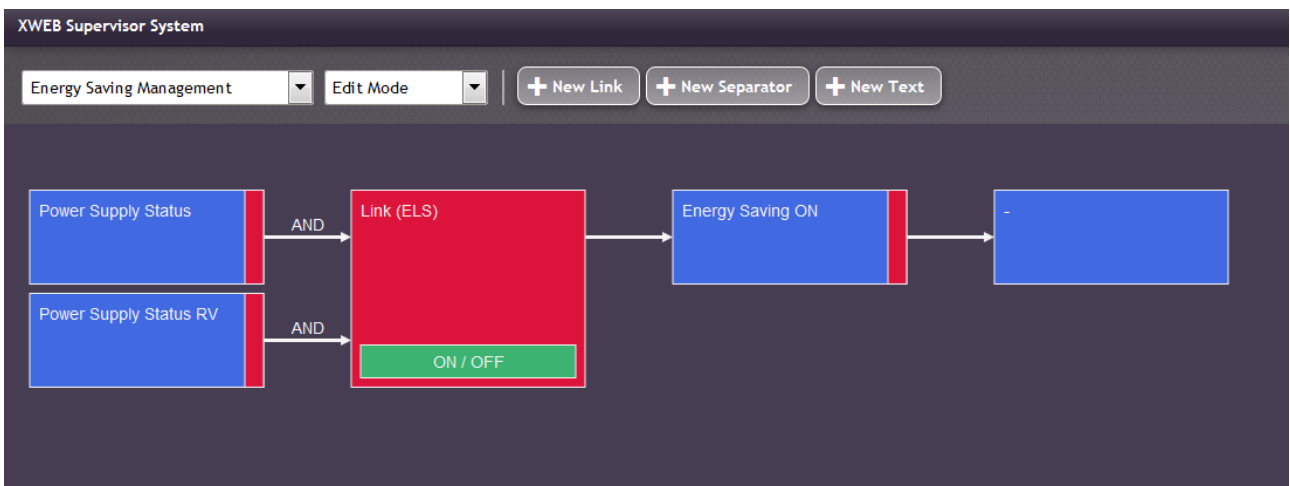 XWEB Supervisor System
Energy Saving Management Edit Mode + New Link + New Separator + New Text
Power Supply Status AND Link (ELS) Energy Saving ON -
Power Supply Status RV AND
ON / OFF